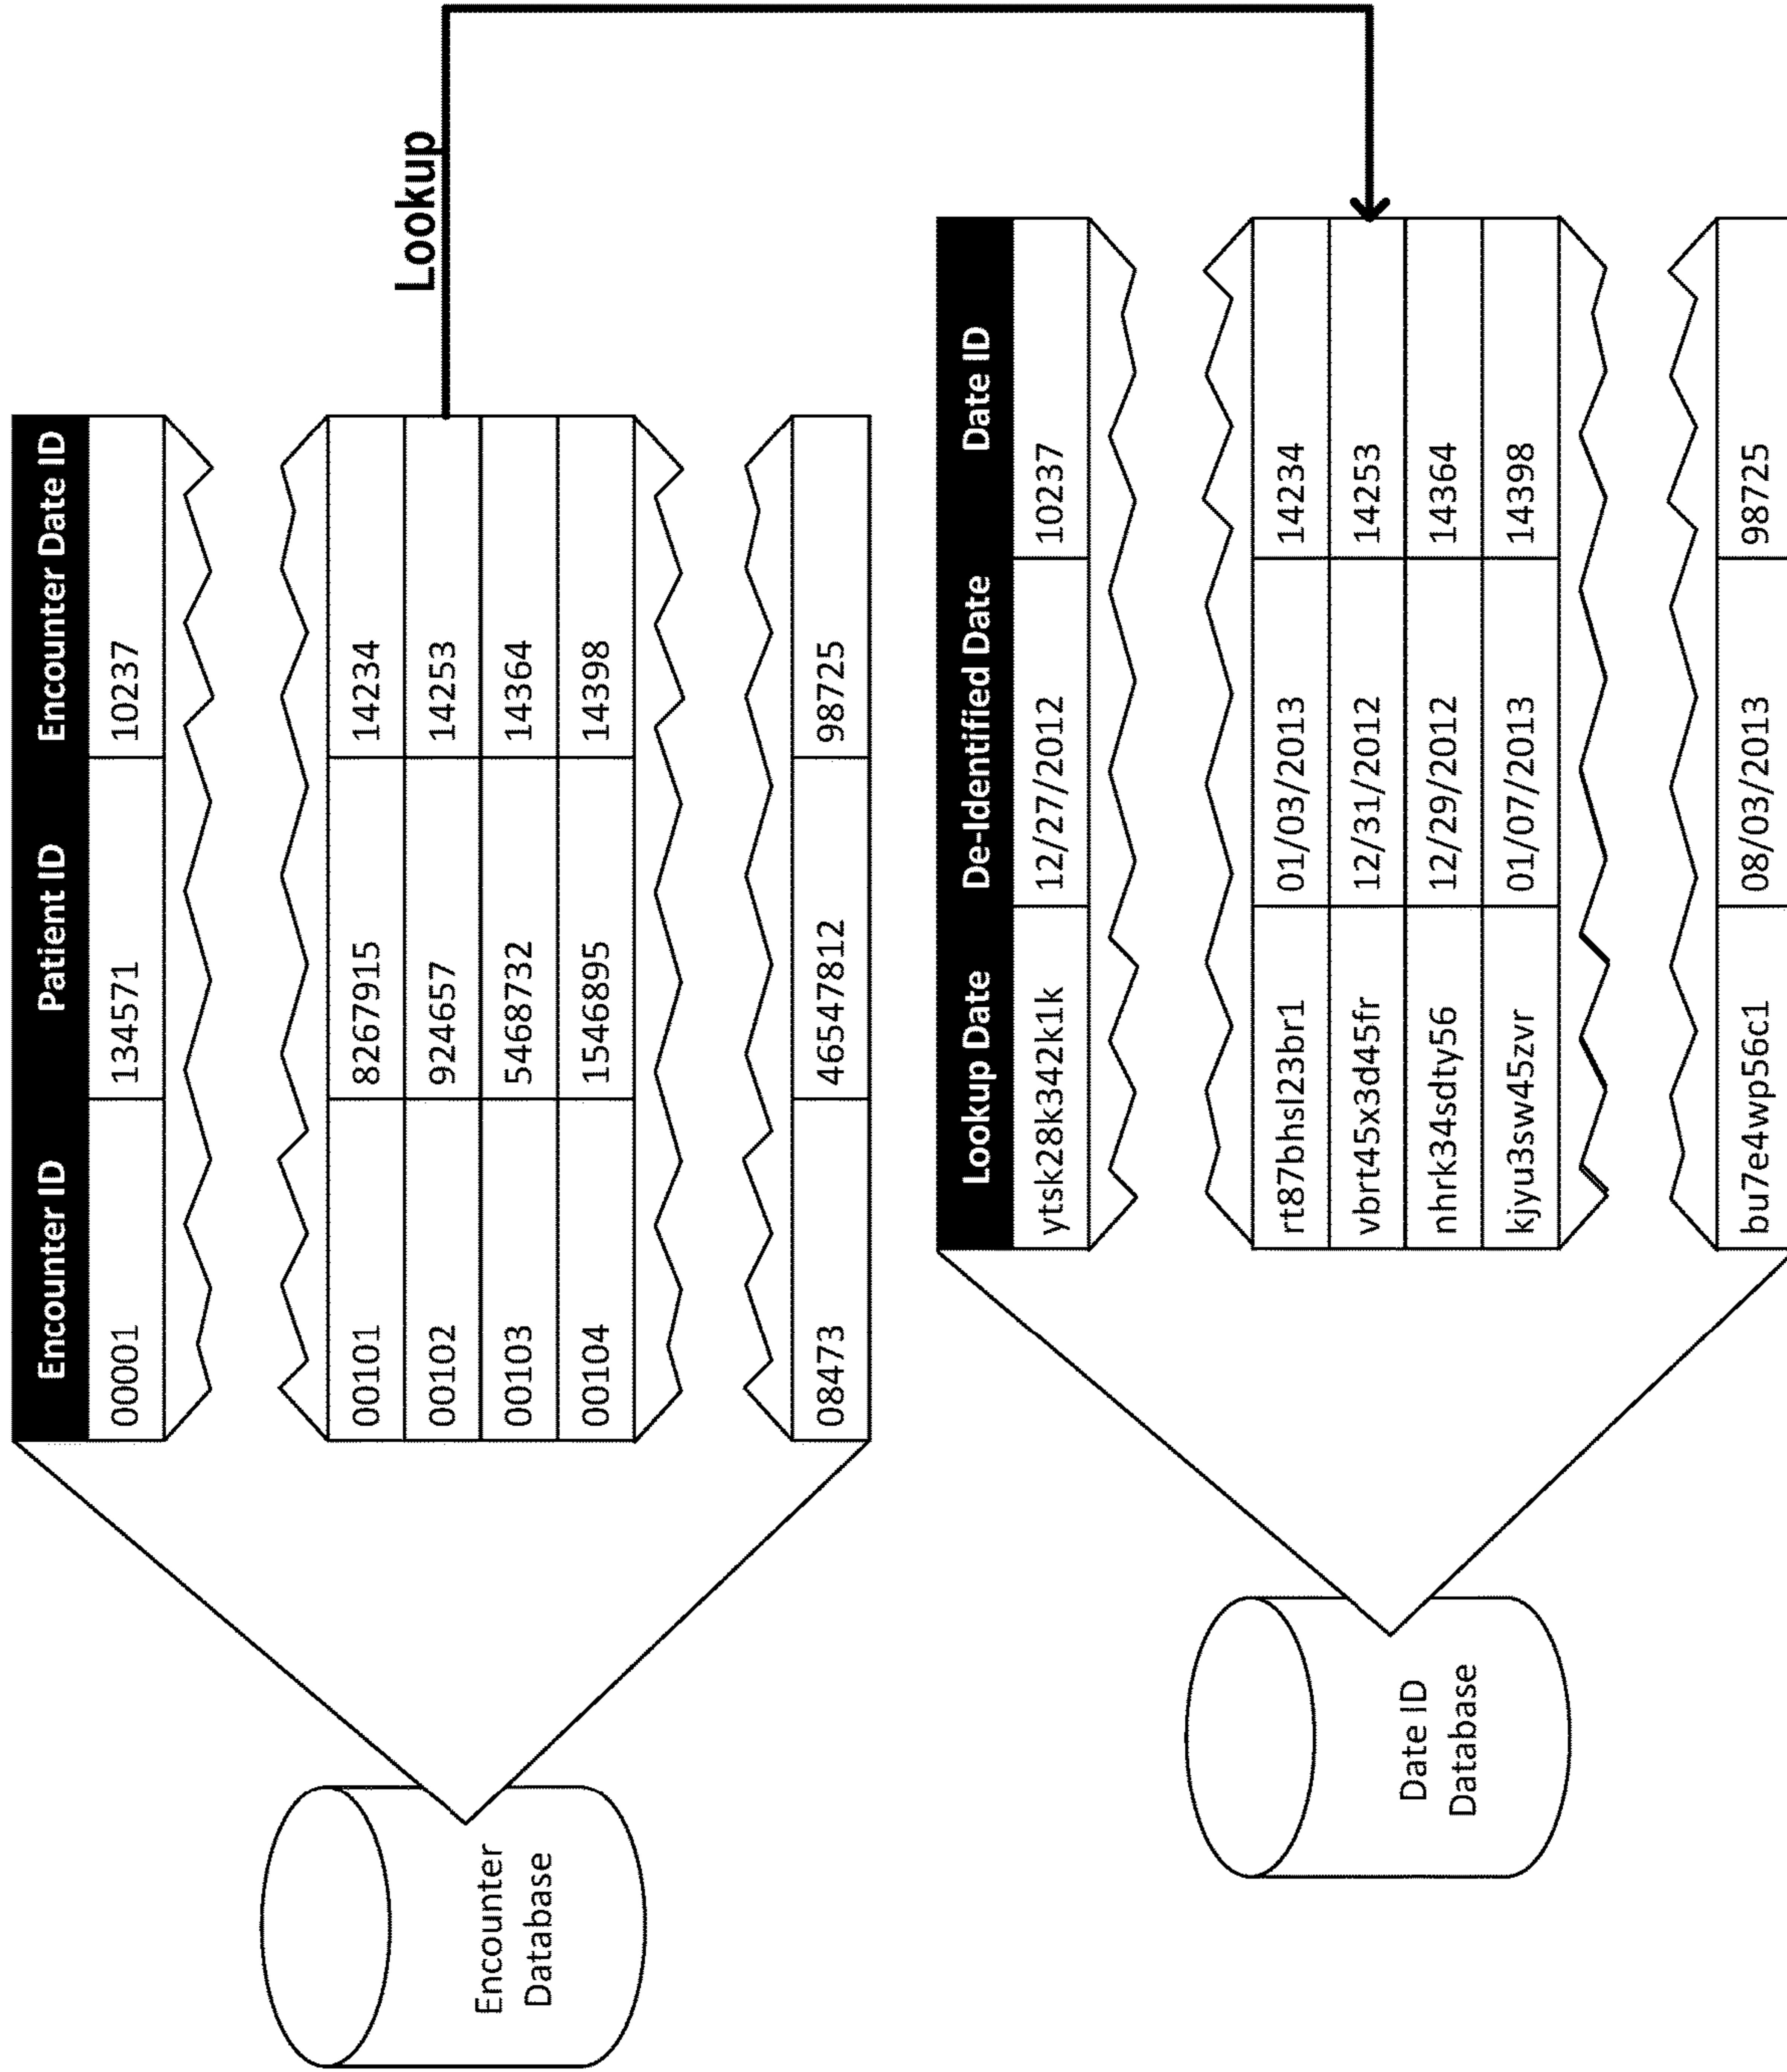 Encounter Database
Encounter ID Patient ID Encounter Date ID
00001 134571 10237
00101 8267915 14234
00102 924657 14253
00103 5468732 14364
00104 1546895 14398
08473 46547812 98725
Lookup
Date ID Database
Lookup Date De-Identified Date Date ID
ytsk28k342k1k 12/27/2012 10237
rt87bhsl23br1 01/03/2013 14234
vbrt45x3d45fr 12/31/2012 14253
nhrk34sdty56 12/29/2012 14364
kjyu3sw45zvr 01/07/2013 14398
bu7e4wp56c1 08/03/2013 98725